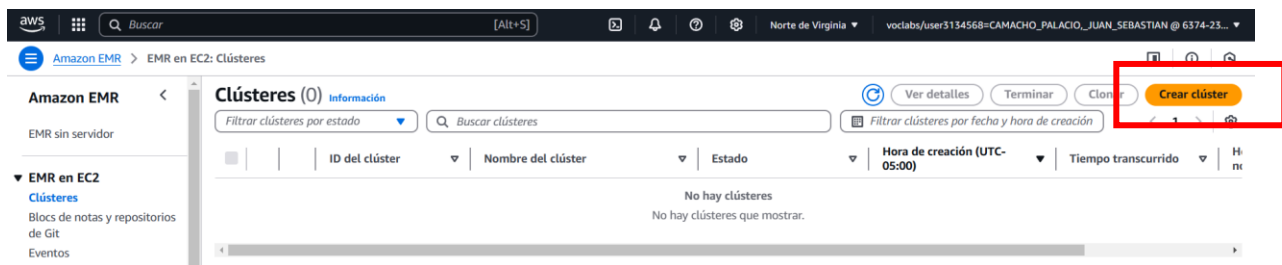 aws Buscar [Alt+S] Norte de Virginia voclabs/user3134568=CAMACHO_PALACIO,_JUAN_SEBASTIAN @ 6374-23...
Amazon EMR > EMR en EC2: Clústeres
Amazon EMR
EMR sin servidor
EMR en EC2
Clústeres
Blocs de notas y repositorios
de Git
Eventos
Clústeres (0) Información
Ver detalles Terminar Clonar Crear clúster
Filtrar clústeres por estado Buscar clústeres Filtrar clústeres por fecha y hora de creación 1
ID del clúster Nombre del clúster Estado Hora de creación (UTC-
05:00) Tiempo transcurrido
No hay clústeres
No hay clústeres que mostrar.